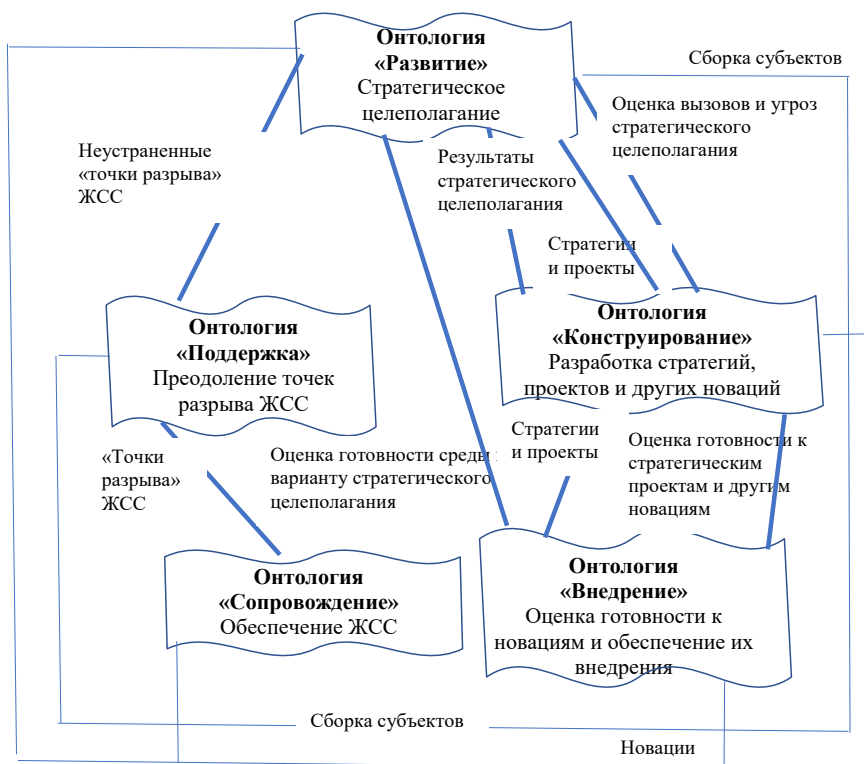 Онтология
«Развитие»
Стратегическое
целеполагание
Сборка субъектов
Оценка вызовов и угроз
стратегического
целеполагания
Неустраненные
«точки разрыва»
ЖСС
Результаты
стратегического
целеполагания
Стратегии
и проекты
Онтология
«Поддержка»
Преодоление точек
разрыва ЖСС
Онтология
«Конструирование»
Разработка стратегий,
проектов и других новаций
«Точки
разрыва»
ЖСС
Оценка готовности среды
варианту стратегического
целеполагания
Стратегии
и проекты
Оценка готовности к
стратегическим
проектам и другим
новациям
Онтология
«Сопровождение»
Обеспечение ЖСС
Онтология
«Внедрение»
Оценка готовности к
новациям и обеспечение их
внедрения
Сборка субъектов
Новации